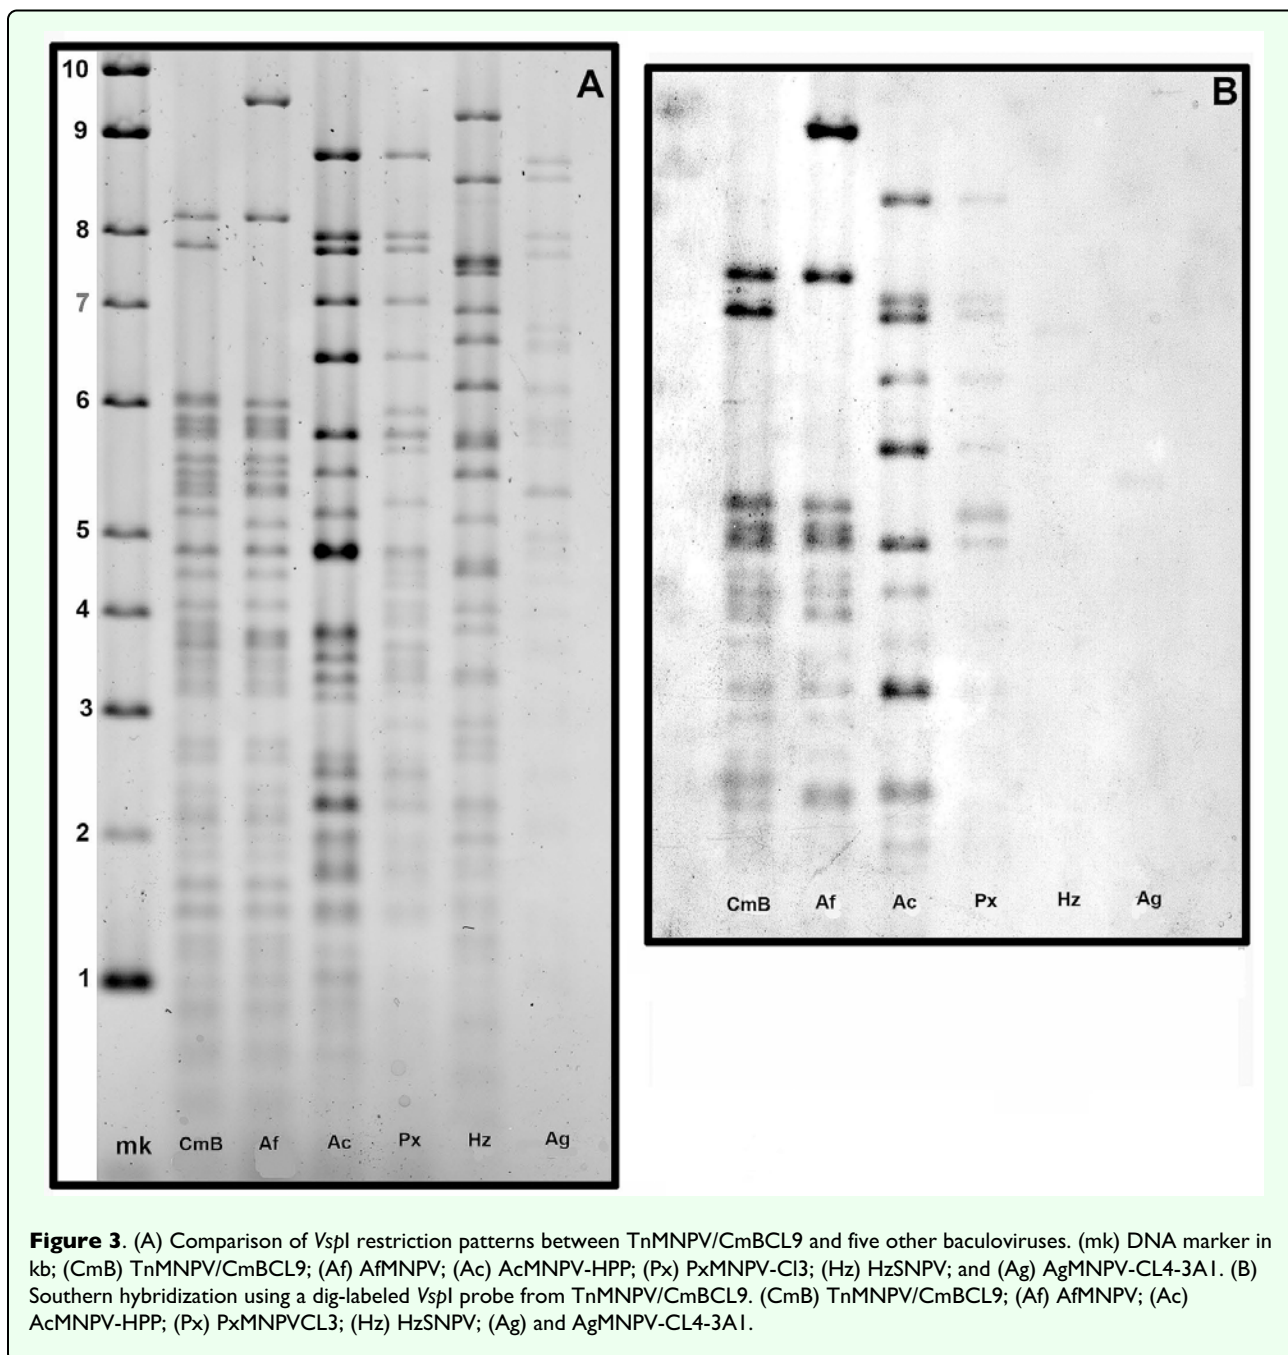 A
10
9
8
7
6
5
4
3
2
1
mk CmB Af Ac Px Hz Ag
B
CmB Af Ac Px Hz Ag
Figure 3. (A) Comparison of VspI restriction patterns between TnMNPV/CmBCL9 and five other baculoviruses. (mk) DNA marker in
kb; (CmB) TnMNPV/CmBCL9; (Af) AfMNPV; (Ac) AcMNPV-HPP; (Px) PxMNPV-Cl3; (Hz) HzSNPV; and (Ag) AgMNPV-CL4-3A1. (B)
Southern hybridization using a dig-labeled VspI probe from TnMNPV/CmBCL9. (CmB) TnMNPV/CmBCL9; (Af) AfMNPV; (Ac)
AcMNPV-HPP; (Px) PxMNPVCL3; (Hz) HzSNPV; (Ag) and AgMNPV-CL4-3A1.